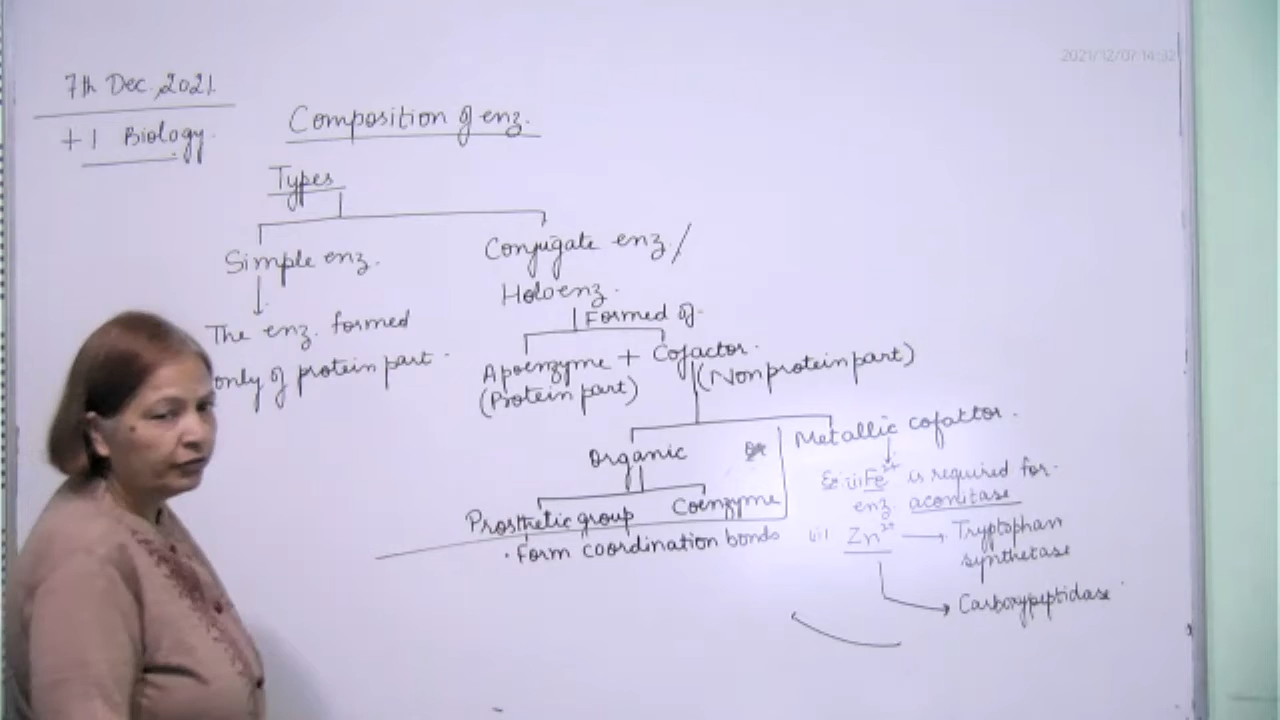 2021/12/07 14:32
7th Dec, 2021.
+1 Biology.
Composition of enz.
Types
Simple enz.
The enz. formed
only of protein part.
Conjugate enz/
Holoenz.
Formed of
Apoenzyme + Cofactor.
(Protein part)
(Nonprotein part)
Organic
Prosthetic group
Coenzyme
. Form coordination bonds
Metallic cofactor.
Fe²⁺ is required for
enz. aconitase
Zn²⁺ → Tryptophan
synthetase
Carboxypeptidase